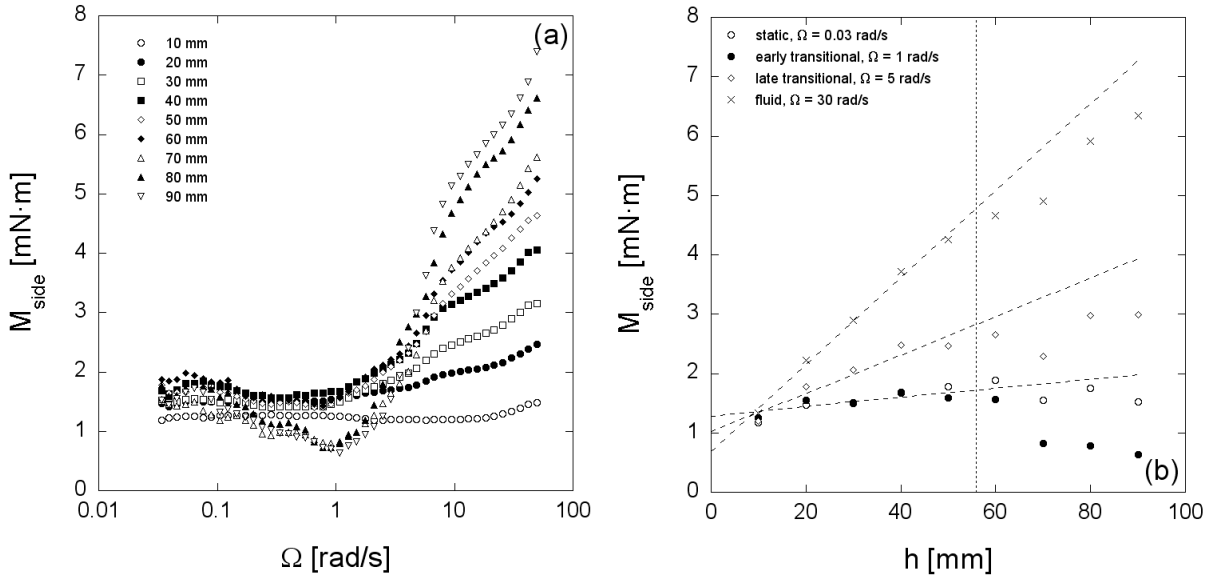 (a)
10 mm
20 mm
30 mm
40 mm
50 mm
60 mm
70 mm
80 mm
90 mm
8
7
6
5
4
3
2
1
0
0.01
0.1
1
10
100
M_side [mN·m]
Ω [rad/s]
static, Ω = 0.03 rad/s
early transitional, Ω = 1 rad/s
late transitional, Ω = 5 rad/s
fluid, Ω = 30 rad/s
8
7
6
5
4
3
2
1
0
(b)
0
20
40
60
80
100
M_side [mN·m]
h [mm]